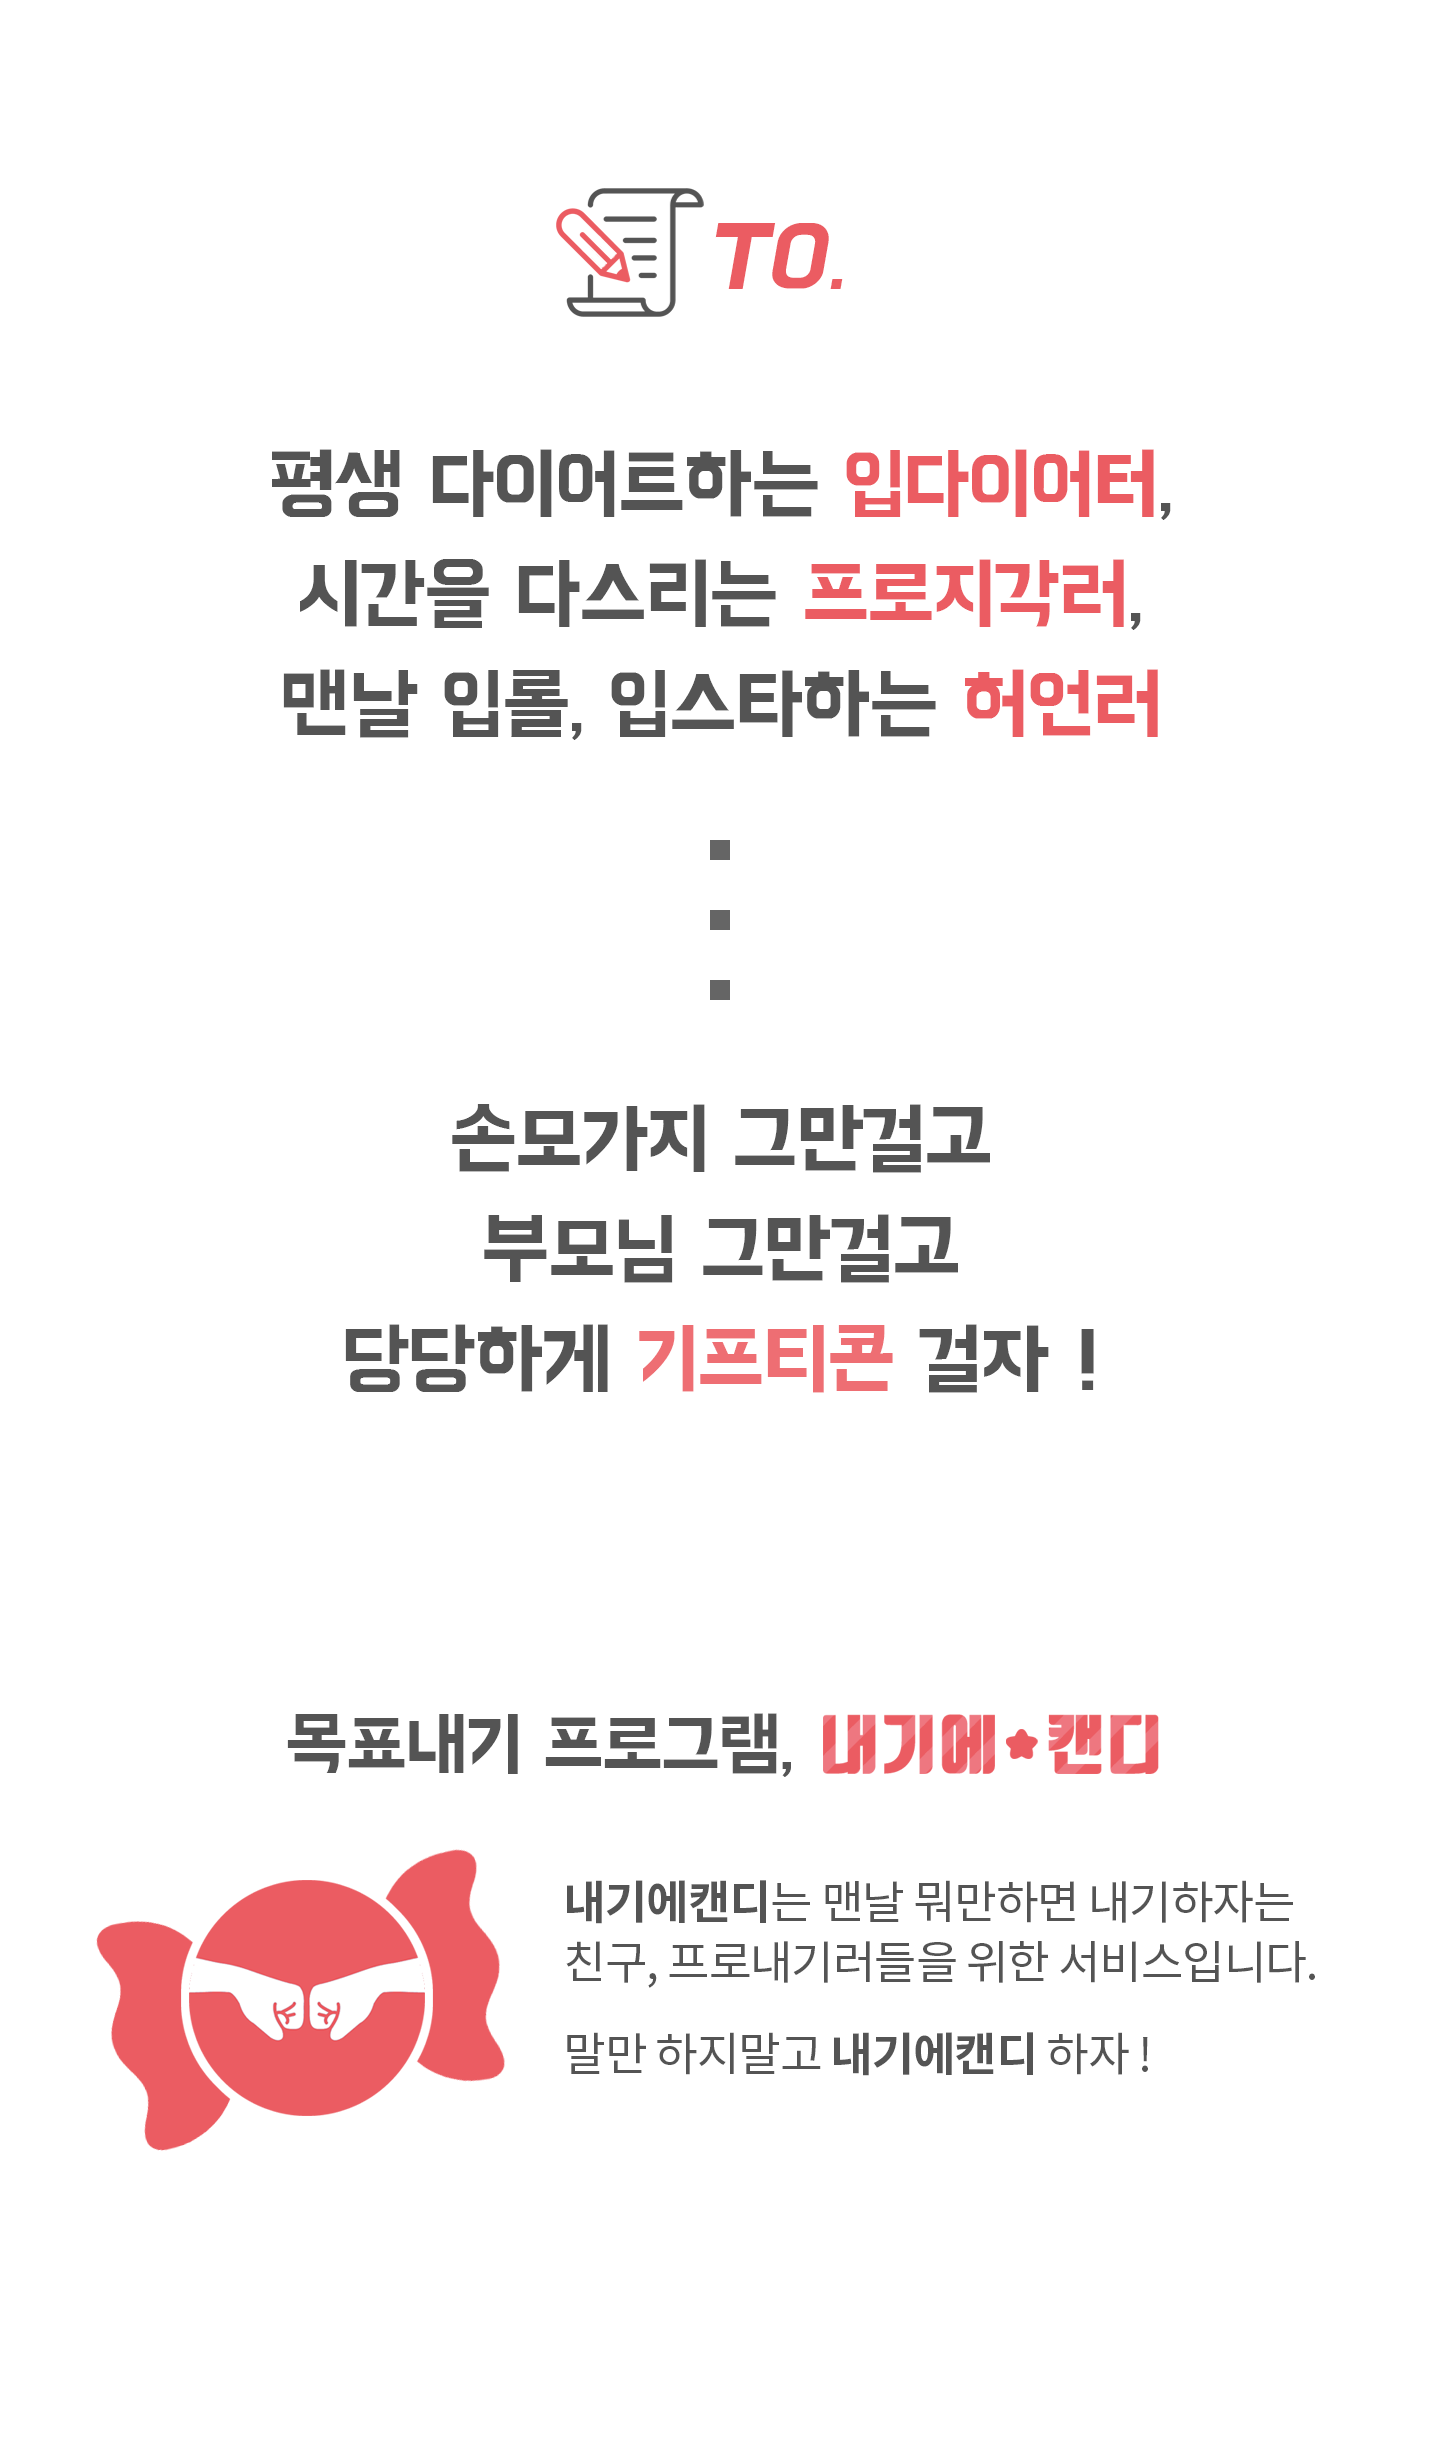 TO.
평생 다이어트하는 입다이어터,
시간을 다스리는 프로지각러,
맨날 입롤, 입스타하는 허언러
손모가지 그만걸고
부모님 그만걸고
당당하게 기프티콘 걸자 !
목표내기 프로그램, 내기에★캔디
내기에캔디는 맨날 뭐만하면 내기하자는
친구, 프로내기러들을 위한 서비스입니다.
말만 하지말고 내기에캔디 하자 !